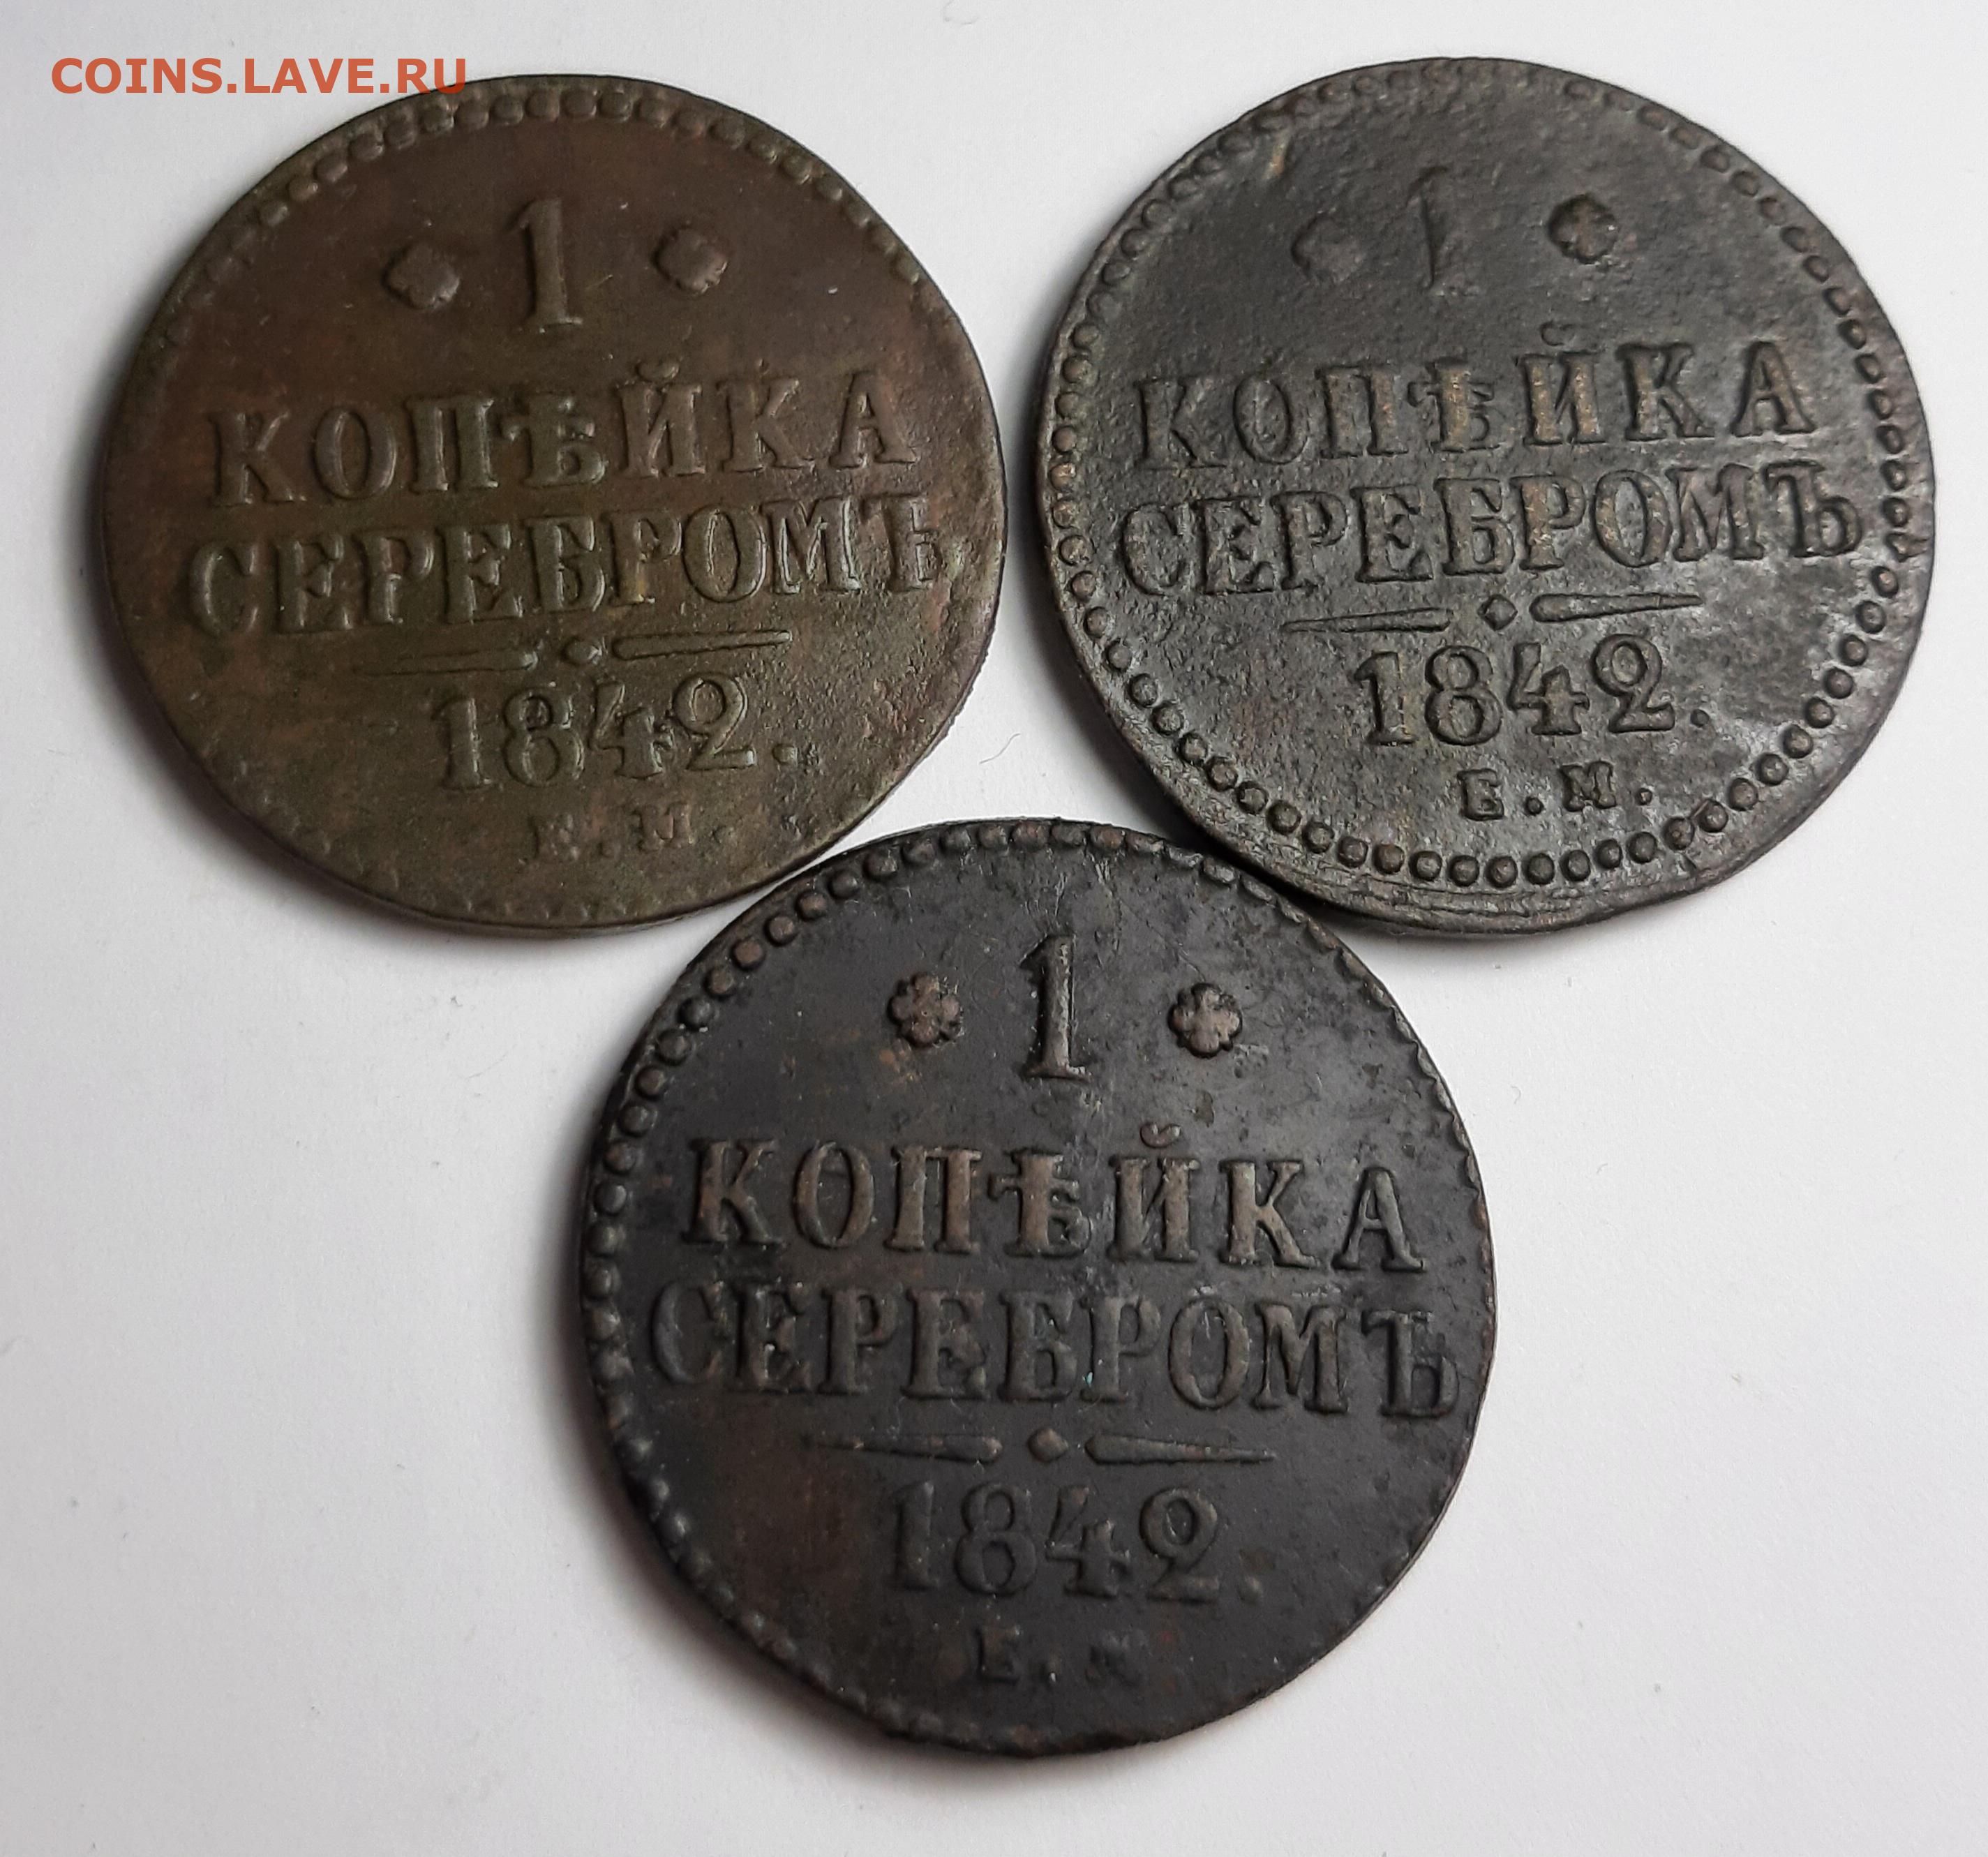 COINS.LAVE.RU
1
КОПѢЙКА
СЕРЕБРОМЪ
1842.
Е.М.
1
КОПѢЙКА
СЕРЕБРОМЪ
1842.
Е.М.
1
КОПѢЙКА
СЕРЕБРОМЪ
1842.
Е.М